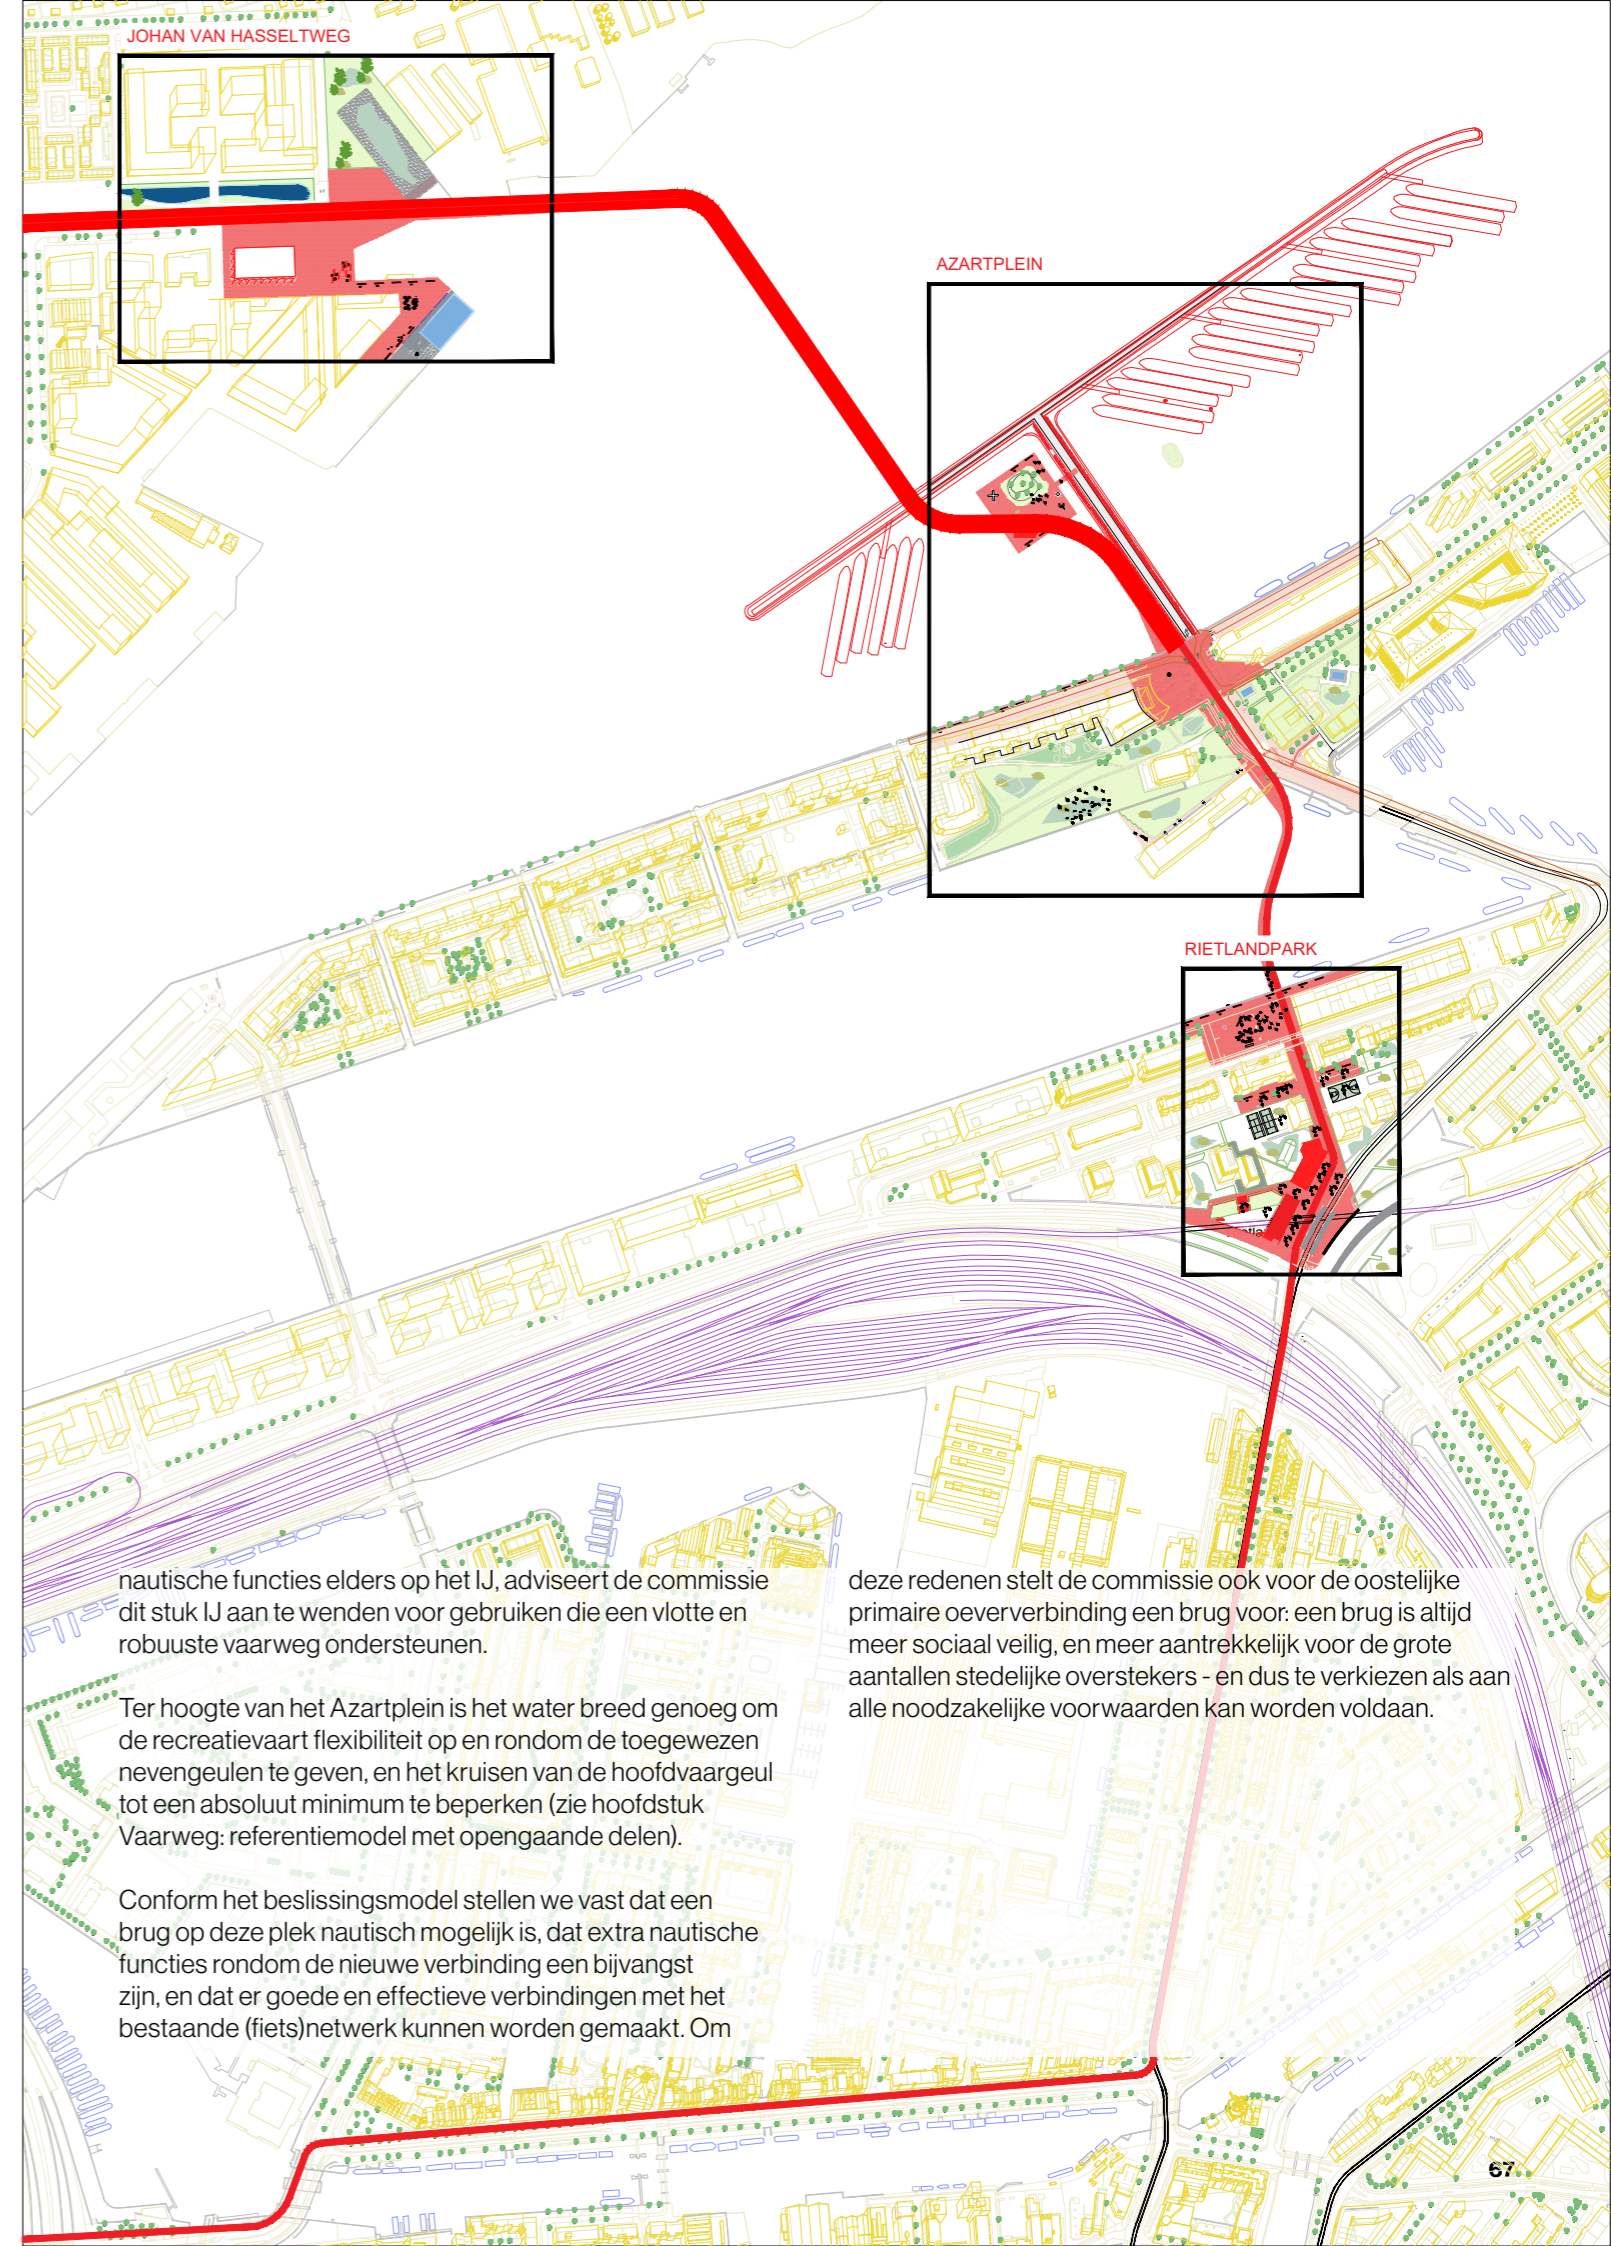 JOHAN VAN HASSELTWEG
AZARTPLEIN
RIETLANDPARK
nautische functies elders op het IJ, adviseert de commissie
dit stuk IJ aan te wenden voor gebruiken die een vlotte en
robuuste vaarweg ondersteunen.
Ter hoogte van het Azartplein is het water breed genoeg om
de recreatievaart flexibiliteit op en rondom de toegewezen
nevengeulen te geven, en het kruisen van de hoofdvaargeul
tot een absoluut minimum te beperken (zie hoofdstuk
Vaarweg: referentiemodel met opengaande delen).
Conform het beslissingsmodel stellen we vast dat een
brug op deze plek nautisch mogelijk is, dat extra nautische
functies rondom de nieuwe verbinding een bijvangst
zijn, en dat er goede en effectieve verbindingen met het
bestaande (fiets)netwerk kunnen worden gemaakt. Om
deze redenen stelt de commissie ook voor de oostelijke
primaire oeververbinding een brug voor: een brug is altijd
meer sociaal veilig, en meer aantrekkelijk voor de grote
aantallen stedelijke overstekers - en dus te verkiezen als aan
alle noodzakelijke voorwaarden kan worden voldaan.
67